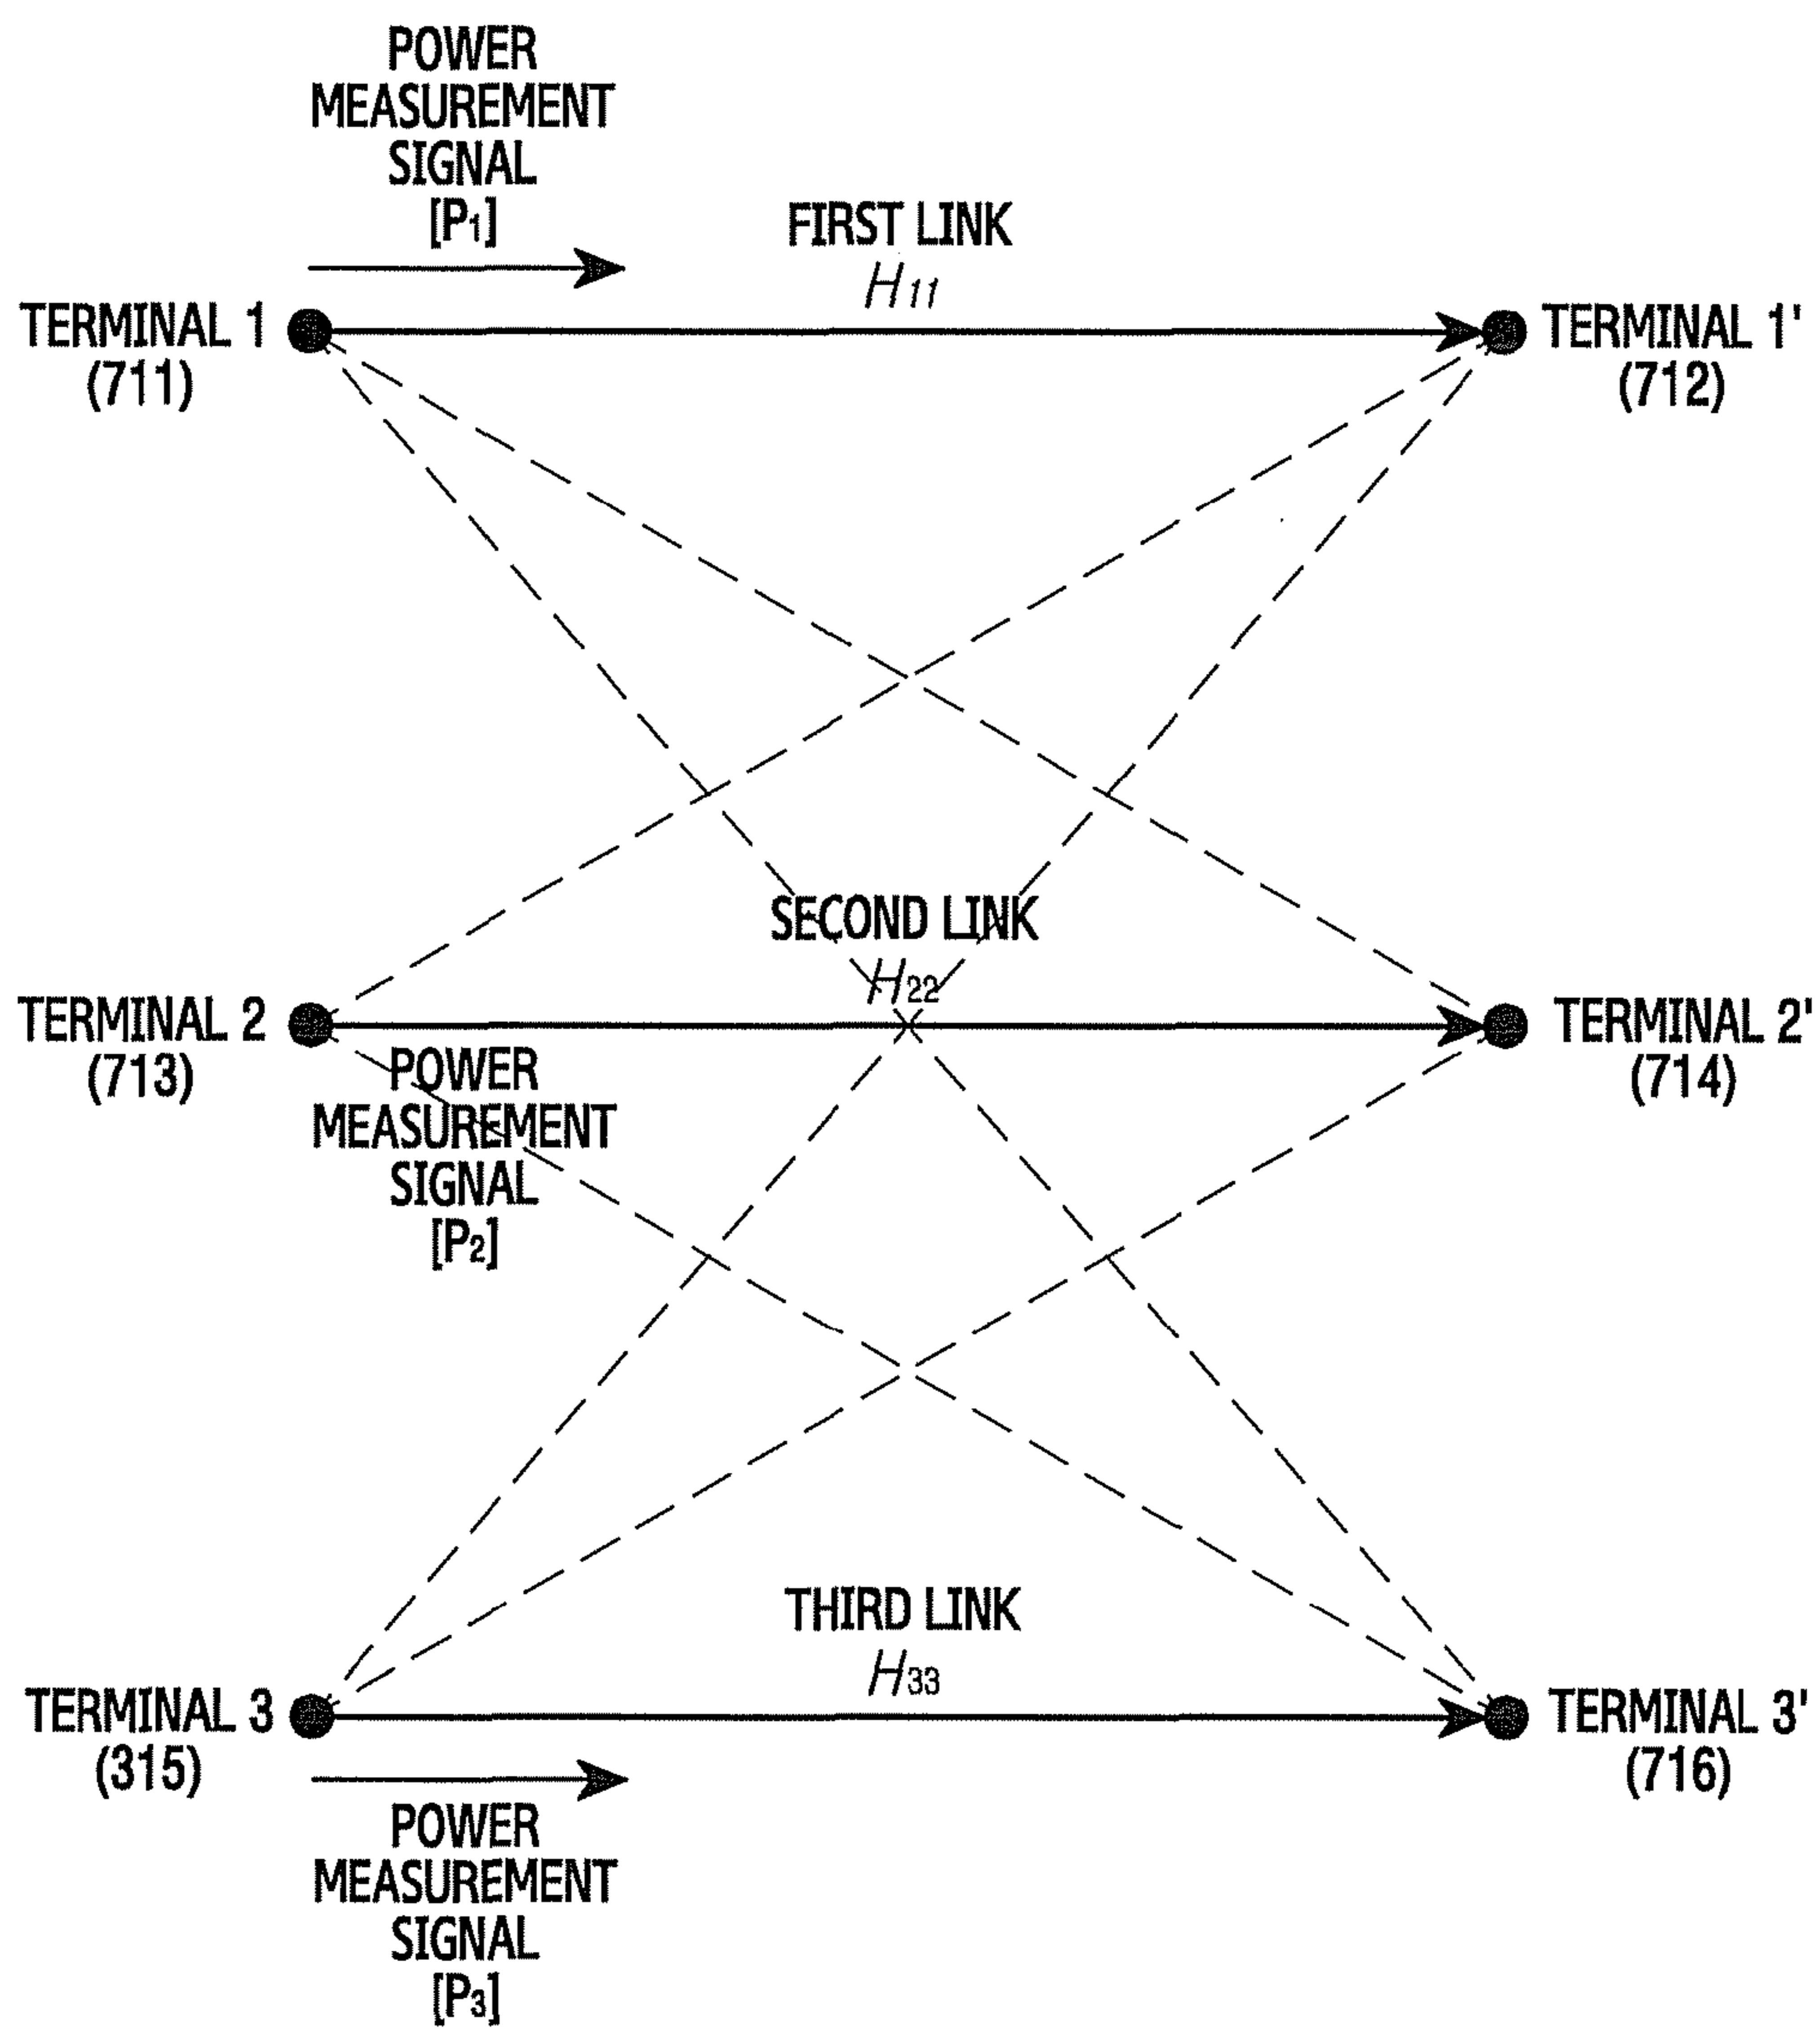 POWER
MEASUREMENT
SIGNAL
[P1]
FIRST LINK
H11
TERMINAL 1
(711)
TERMINAL 1'
(712)
SECOND LINK
H22
TERMINAL 2
(713)
TERMINAL 2'
(714)
POWER
MEASUREMENT
SIGNAL
[P2]
THIRD LINK
H33
TERMINAL 3
(315)
TERMINAL 3'
(716)
POWER
MEASUREMENT
SIGNAL
[P3]